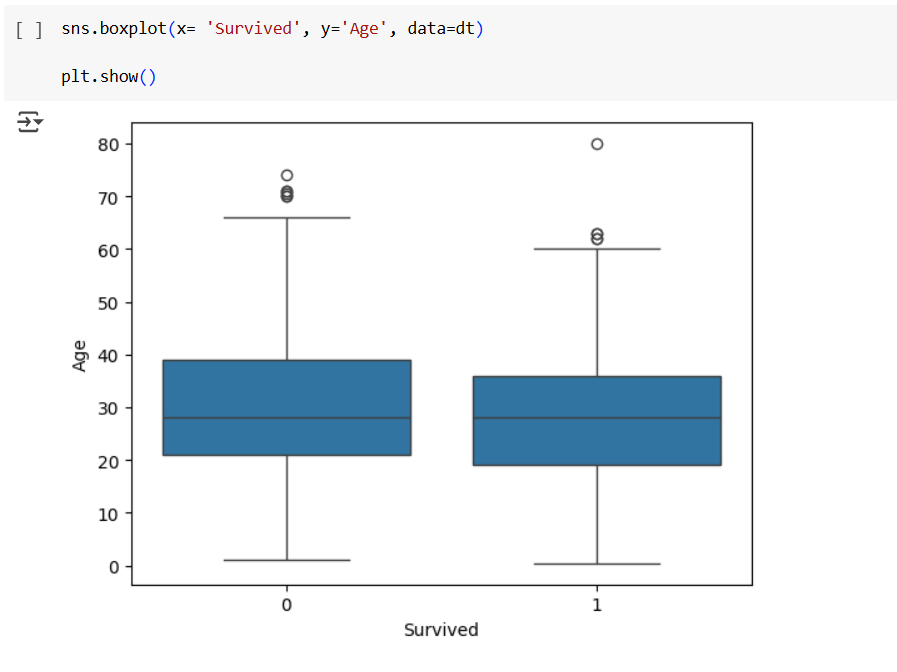 [ ] sns.boxplot(x= 'Survived', y='Age', data=dt)
plt.show()
80
70
60
50
40
30
20
10
0
Age
0 1
Survived